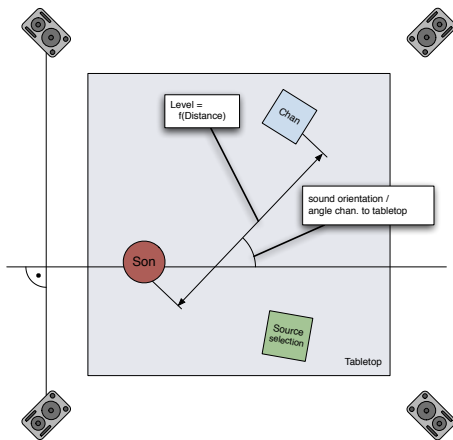 Level =
f(Distance)
Chan
sound orientation /
angle chan. to tabletop
Son
Source
selection
Tabletop